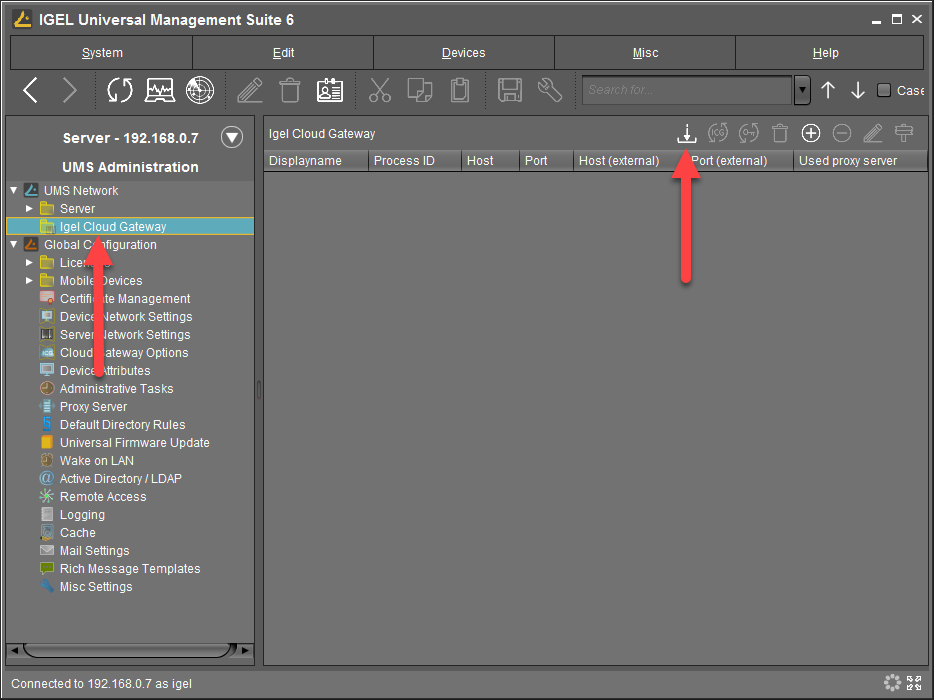 IGEL Universal Management Suite 6
System Edit Devices Misc Help
Search for... Case
Server - 192.168.0.7
UMS Administration
UMS Network
Server
Igel Cloud Gateway
Global Configuration
Mobile Devices
Certificate Management
Device Network Settings
Server Network Settings
Cloud Gateway Options
Device Attributes
Administrative Tasks
Proxy Server
Default Directory Rules
Universal Firmware Update
Wake on LAN
Active Directory / LDAP
Remote Access
Logging
Cache
Mail Settings
Rich Message Templates
Misc Settings
Igel Cloud Gateway
ICG
Displayname Process ID Host Port Host (external) Port (external) Used proxy server
Connected to 192.168.0.7 as igel